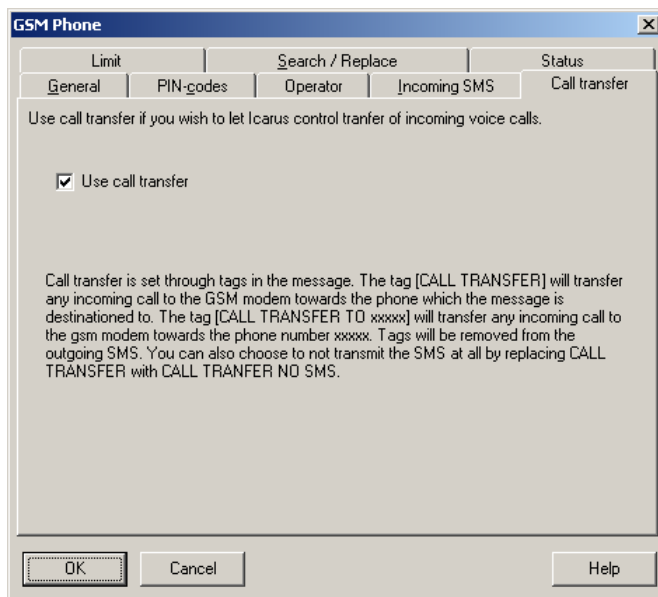 GSM Phone
Limit Search / Replace Status
General PIN-codes Operator Incoming SMS Call transfer
Use call transfer if you wish to let Icarus control tranfer of incoming voice calls.
Use call transfer
Call transfer is set through tags in the message. The tag [CALL TRANSFER] will transfer
any incoming call to the GSM modem towards the phone which the message is
destinationed to. The tag [CALL TRANSFER TO xxxxx] will transfer any incoming call to
the gsm modem towards the phone number xxxxx. Tags will be removed from the
outgoing SMS. You can also choose to not transmit the SMS at all by replacing CALL
TRANSFER with CALL TRANFER NO SMS.
OK Cancel Help